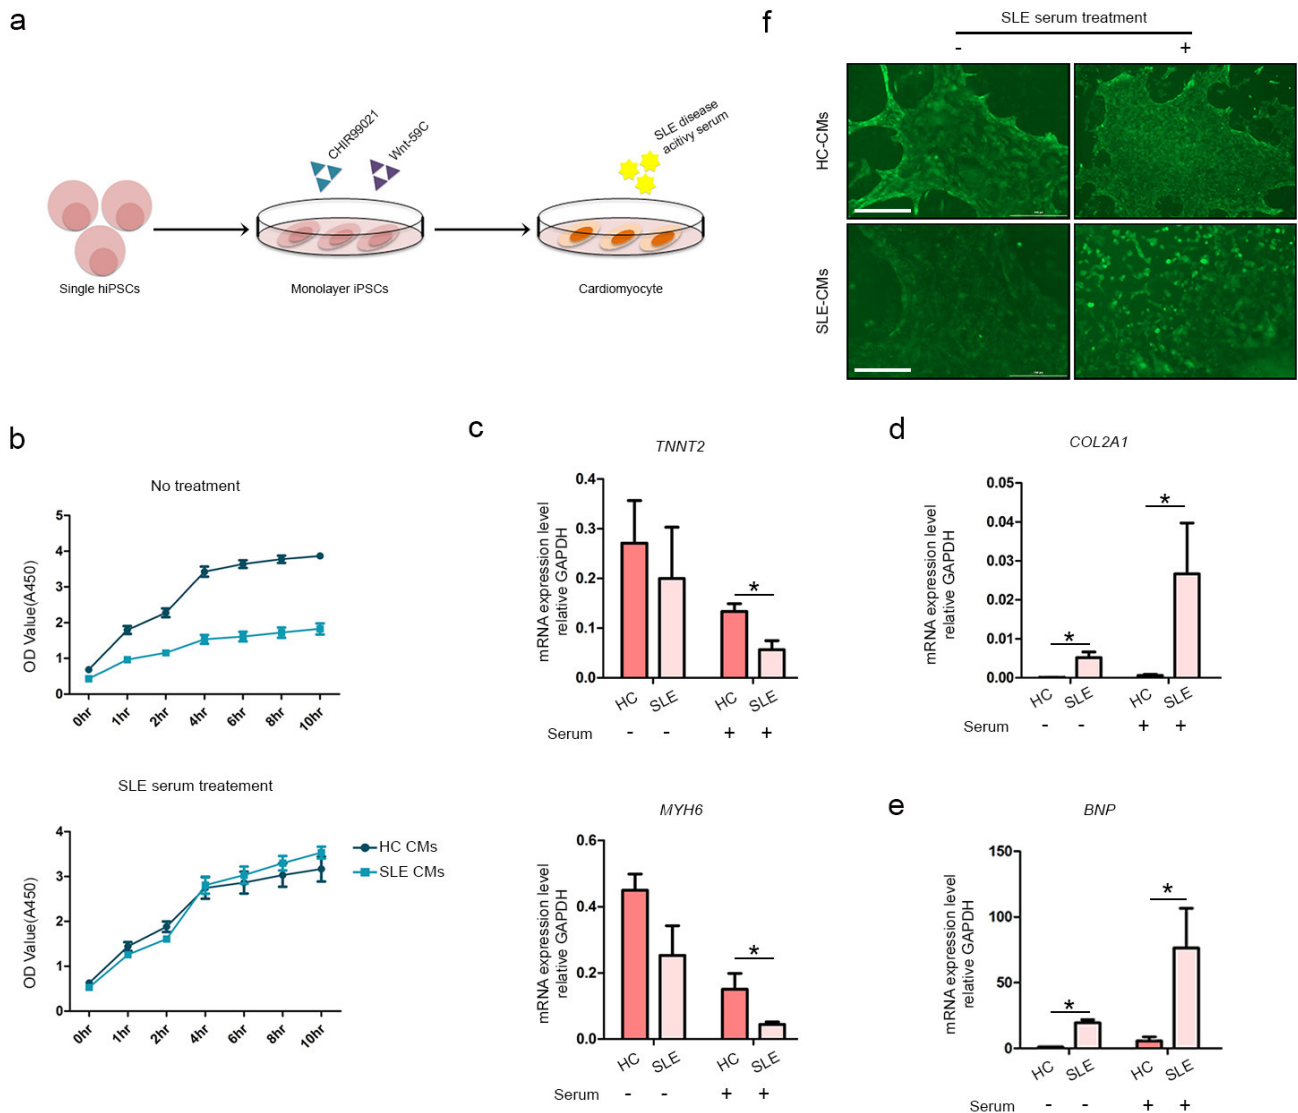 a
CHIR99021
Wnt-59C
SLE disease
acitivy serum
Single hiPSCs
Monolayer iPSCs
Cardiomyocyte
f
SLE serum treatment
-
+
HC-CMs
SLE-CMs
b
No treatment
OD Value(A450)
5
4
3
2
1
0
0hr
1hr
2hr
4hr
6hr
8hr
10hr
SLE serum treatement
OD Value(A450)
4
3
2
1
0
0hr
1hr
2hr
4hr
6hr
8hr
10hr
HC CMs
SLE CMs
c
TNNT2
mRNA expression level
relative GAPDH
0.4
0.3
0.2
0.1
0.0
*
HC
SLE
HC
SLE
Serum - - + +
MYH6
mRNA expression level
relative GAPDH
0.6
0.4
0.2
0.0
*
HC
SLE
HC
SLE
Serum - - + +
d
COL2A1
mRNA expression level
relative GAPDH
0.05
0.04
0.03
0.02
0.01
0.00
*
*
HC
SLE
HC
SLE
Serum - - + +
e
BNP
mRNA expression level
relative GAPDH
150
100
50
0
*
*
HC
SLE
HC
SLE
Serum - - + +